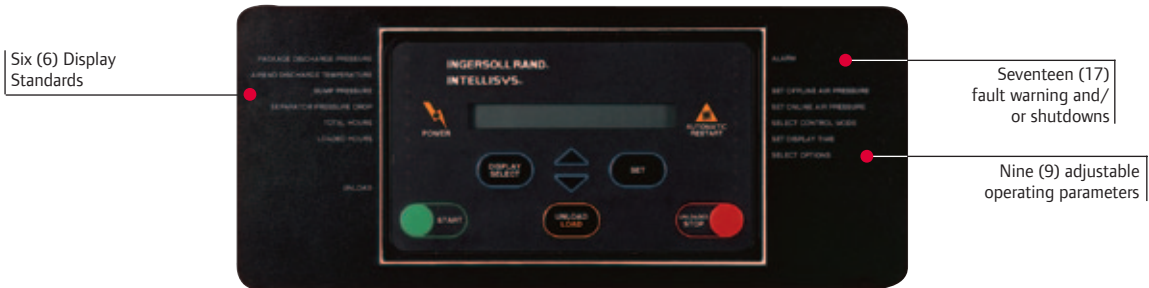 Six (6) Display
Standards
PACKAGE DISCHARGE PRESSURE
AIREND DISCHARGE TEMPERATURE
SUMP PRESSURE
SEPARATOR PRESSURE DROP
TOTAL HOURS
LOADED HOURS
UNLOAD
INGERSOLL RAND.
INTELLISYS.
POWER
AUTOMATIC
RESTART
DISPLAY
SELECT
SET
START
UNLOAD
LOAD
UNLOADED
STOP
ALARM
SET OFFLINE AIR PRESSURE
SET ONLINE AIR PRESSURE
SELECT CONTROL MODE
SET DISPLAY TIME
SELECT OPTIONS
Seventeen (17)
fault warning and/
or shutdowns
Nine (9) adjustable
operating parameters